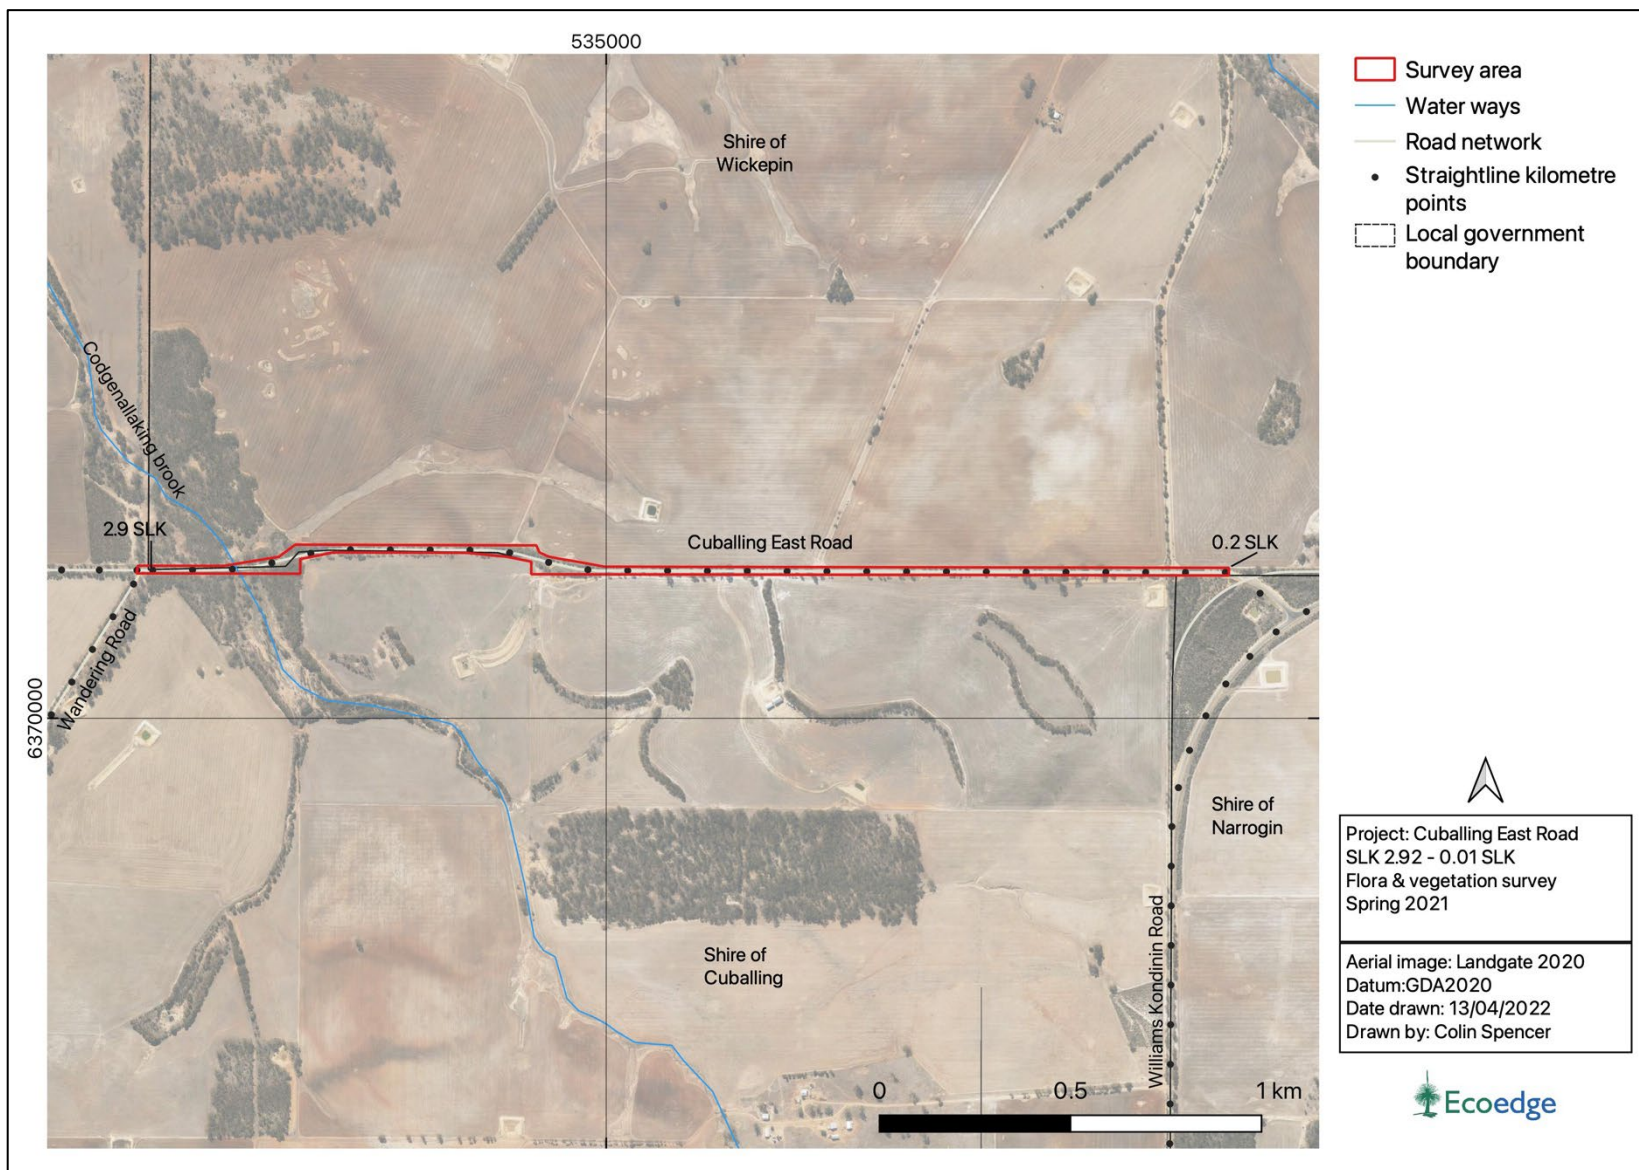 535000
Survey area
Water ways
Road network
Straightline kilometre
points
Local government
boundary
Shire of
Wickepin
Codgenallaking brook
2.9 SLK
Cuballing East Road
0.2 SLK
Wandering Road
6370000
Shire of
Narrogin
Shire of
Cuballing
Williams Kondinin Road
0
0.5
1 km
Project: Cuballing East Road
SLK 2.92 - 0.01 SLK
Flora & vegetation survey
Spring 2021
Aerial image: Landgate 2020
Datum:GDA2020
Date drawn: 13/04/2022
Drawn by: Colin Spencer
Ecoedge